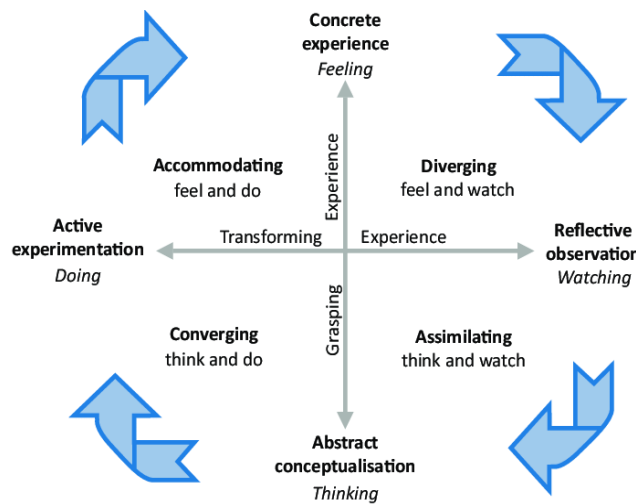 Concrete
experience
Feeling
Accommodating
feel and do
Experience
Diverging
feel and watch
Active
experimentation
Doing
Transforming
Experience
Reflective
observation
Watching
Converging
think and do
Grasping
Assimilating
think and watch
Abstract
conceptualisation
Thinking